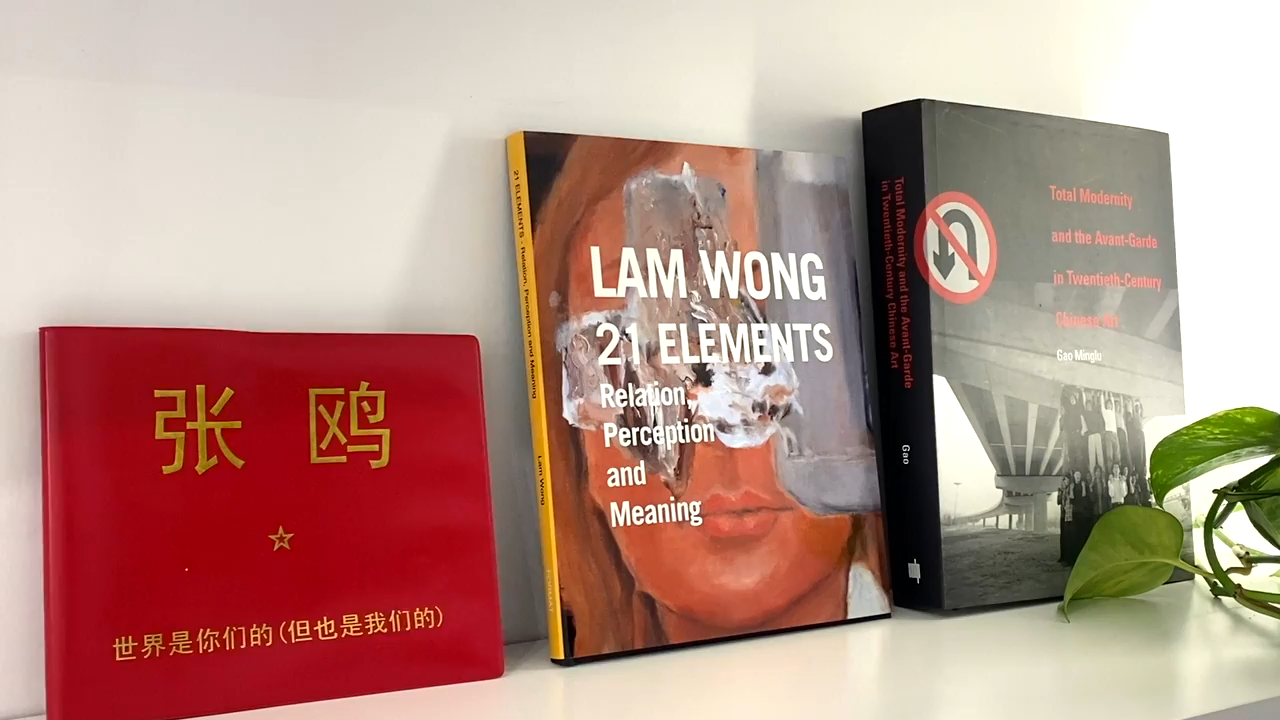 张 鸥
世界是你们的(但也是我们的)
21 ELEMENTS - Relation, Perception and Meaning
Lam Wong
LAM WONG
21 ELEMENTS
Relation,
Perception
and
Meaning
Total Modernity and the Avant-Garde
in Twentieth-Century Chinese Art
Gao
Total Modernity
and the Avant-Garde
in Twentieth-Century
Chinese Art
Gao Minglu